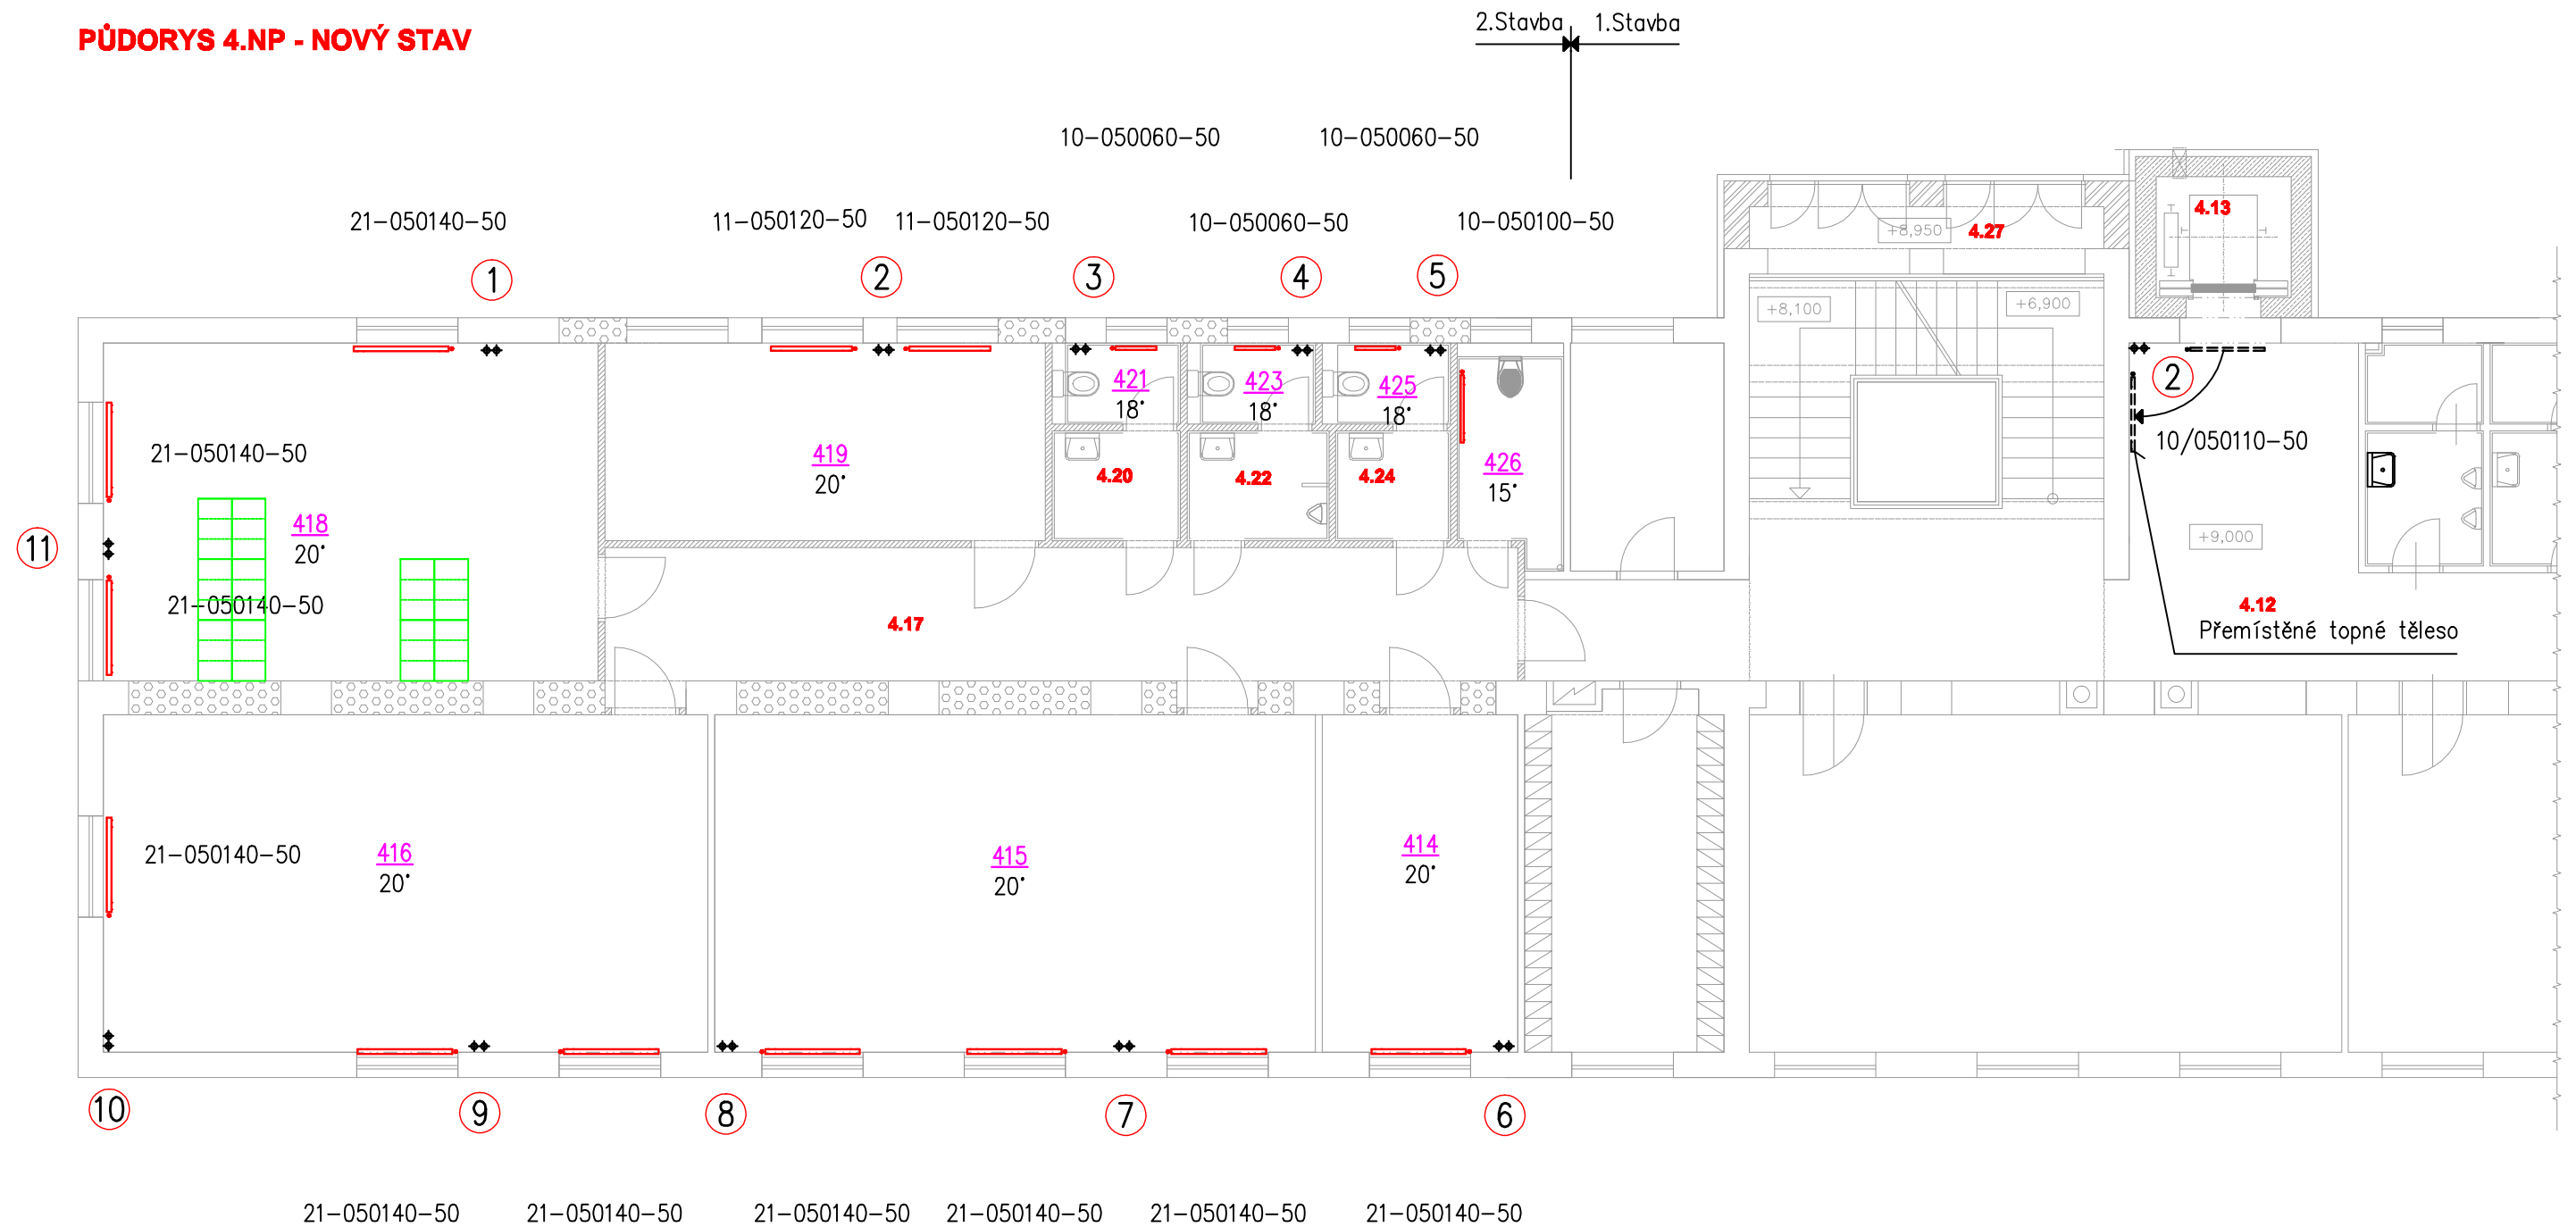 PŮDORYS 4.NP - NOVÝ STAV
2.Stavba 1.Stavba
10-050060-50 10-050060-50
21-050140-50 11-050120-50 11-050120-50 10-050060-50 10-050100-50
4.13
+8,950 4.27
1 2 3 4 5
+8,100 +6,900
421 423 425 2
18° 18° 18°
21-050140-50 419 10/050110-50
20° 4.20 4.22 4.24 426
15°
418
20°
11 +9,000
21-050140-50 4.17 4.12
Přemístěné topné těleso
21-050140-50 416 415 414
20° 20° 20°
10 9 8 7 6
21-050140-50 21-050140-50 21-050140-50 21-050140-50 21-050140-50 21-050140-50